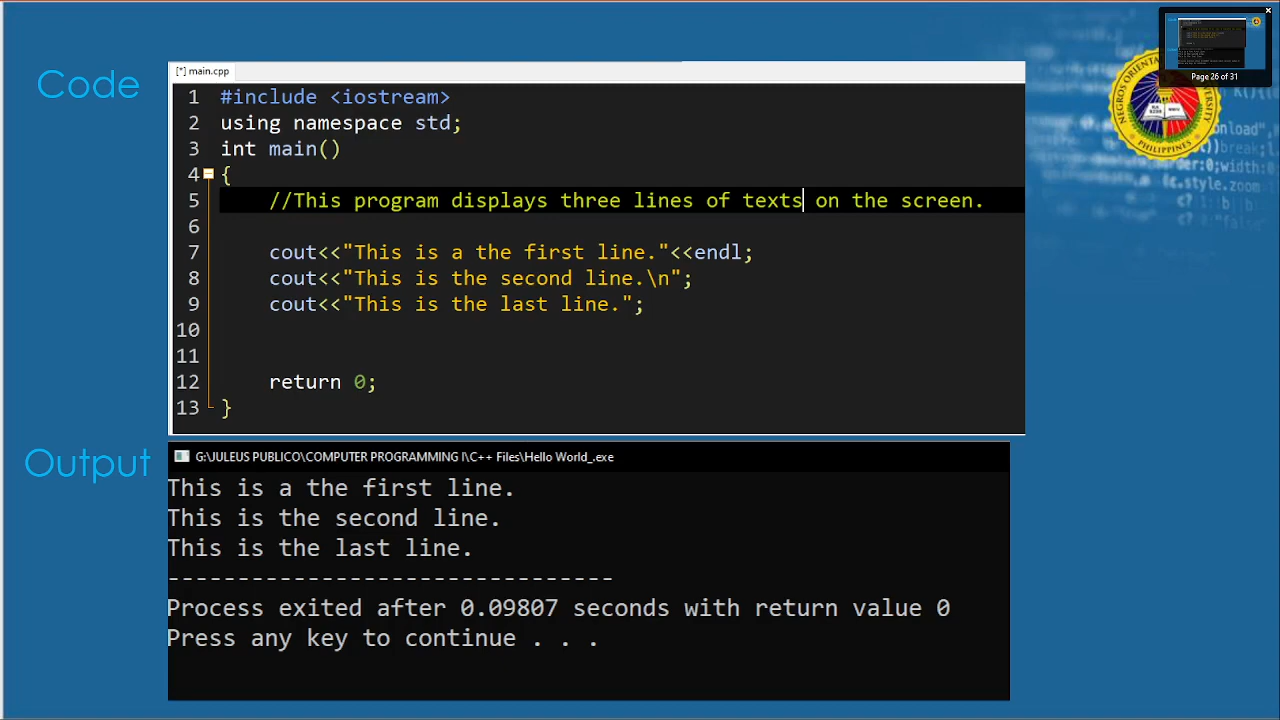 Page 26 of 31
Code
[*] main.cpp
1 #include <iostream>
2 using namespace std;
3 int main()
4 {
5 //This program displays three lines of texts on the screen.
6
7 cout<<"This is a the first line."<<endl;
8 cout<<"This is the second line.\n";
9 cout<<"This is the last line.";
10
11
12 return 0;
13 }
Output
G:\JULEUS PUBLICO\COMPUTER PROGRAMMING I\C++ Files\Hello World_.exe
This is a the first line.
This is the second line.
This is the last line.
--------------------------------
Process exited after 0.09807 seconds with return value 0
Press any key to continue . . .
NEGROS ORIENTAL
PHILIPPINES